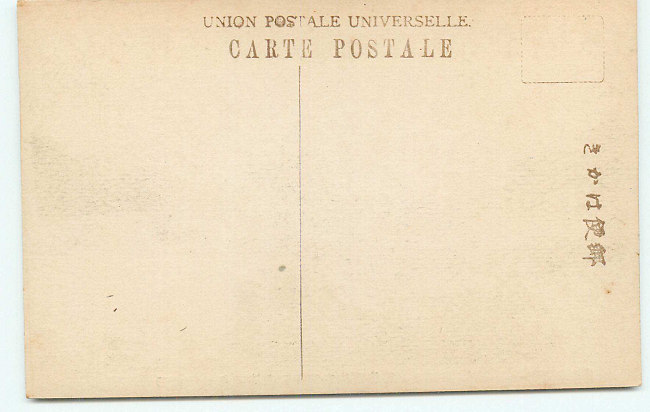 UNION POSTALE UNIVERSELLE.
CARTE POSTALE
郵便はかき